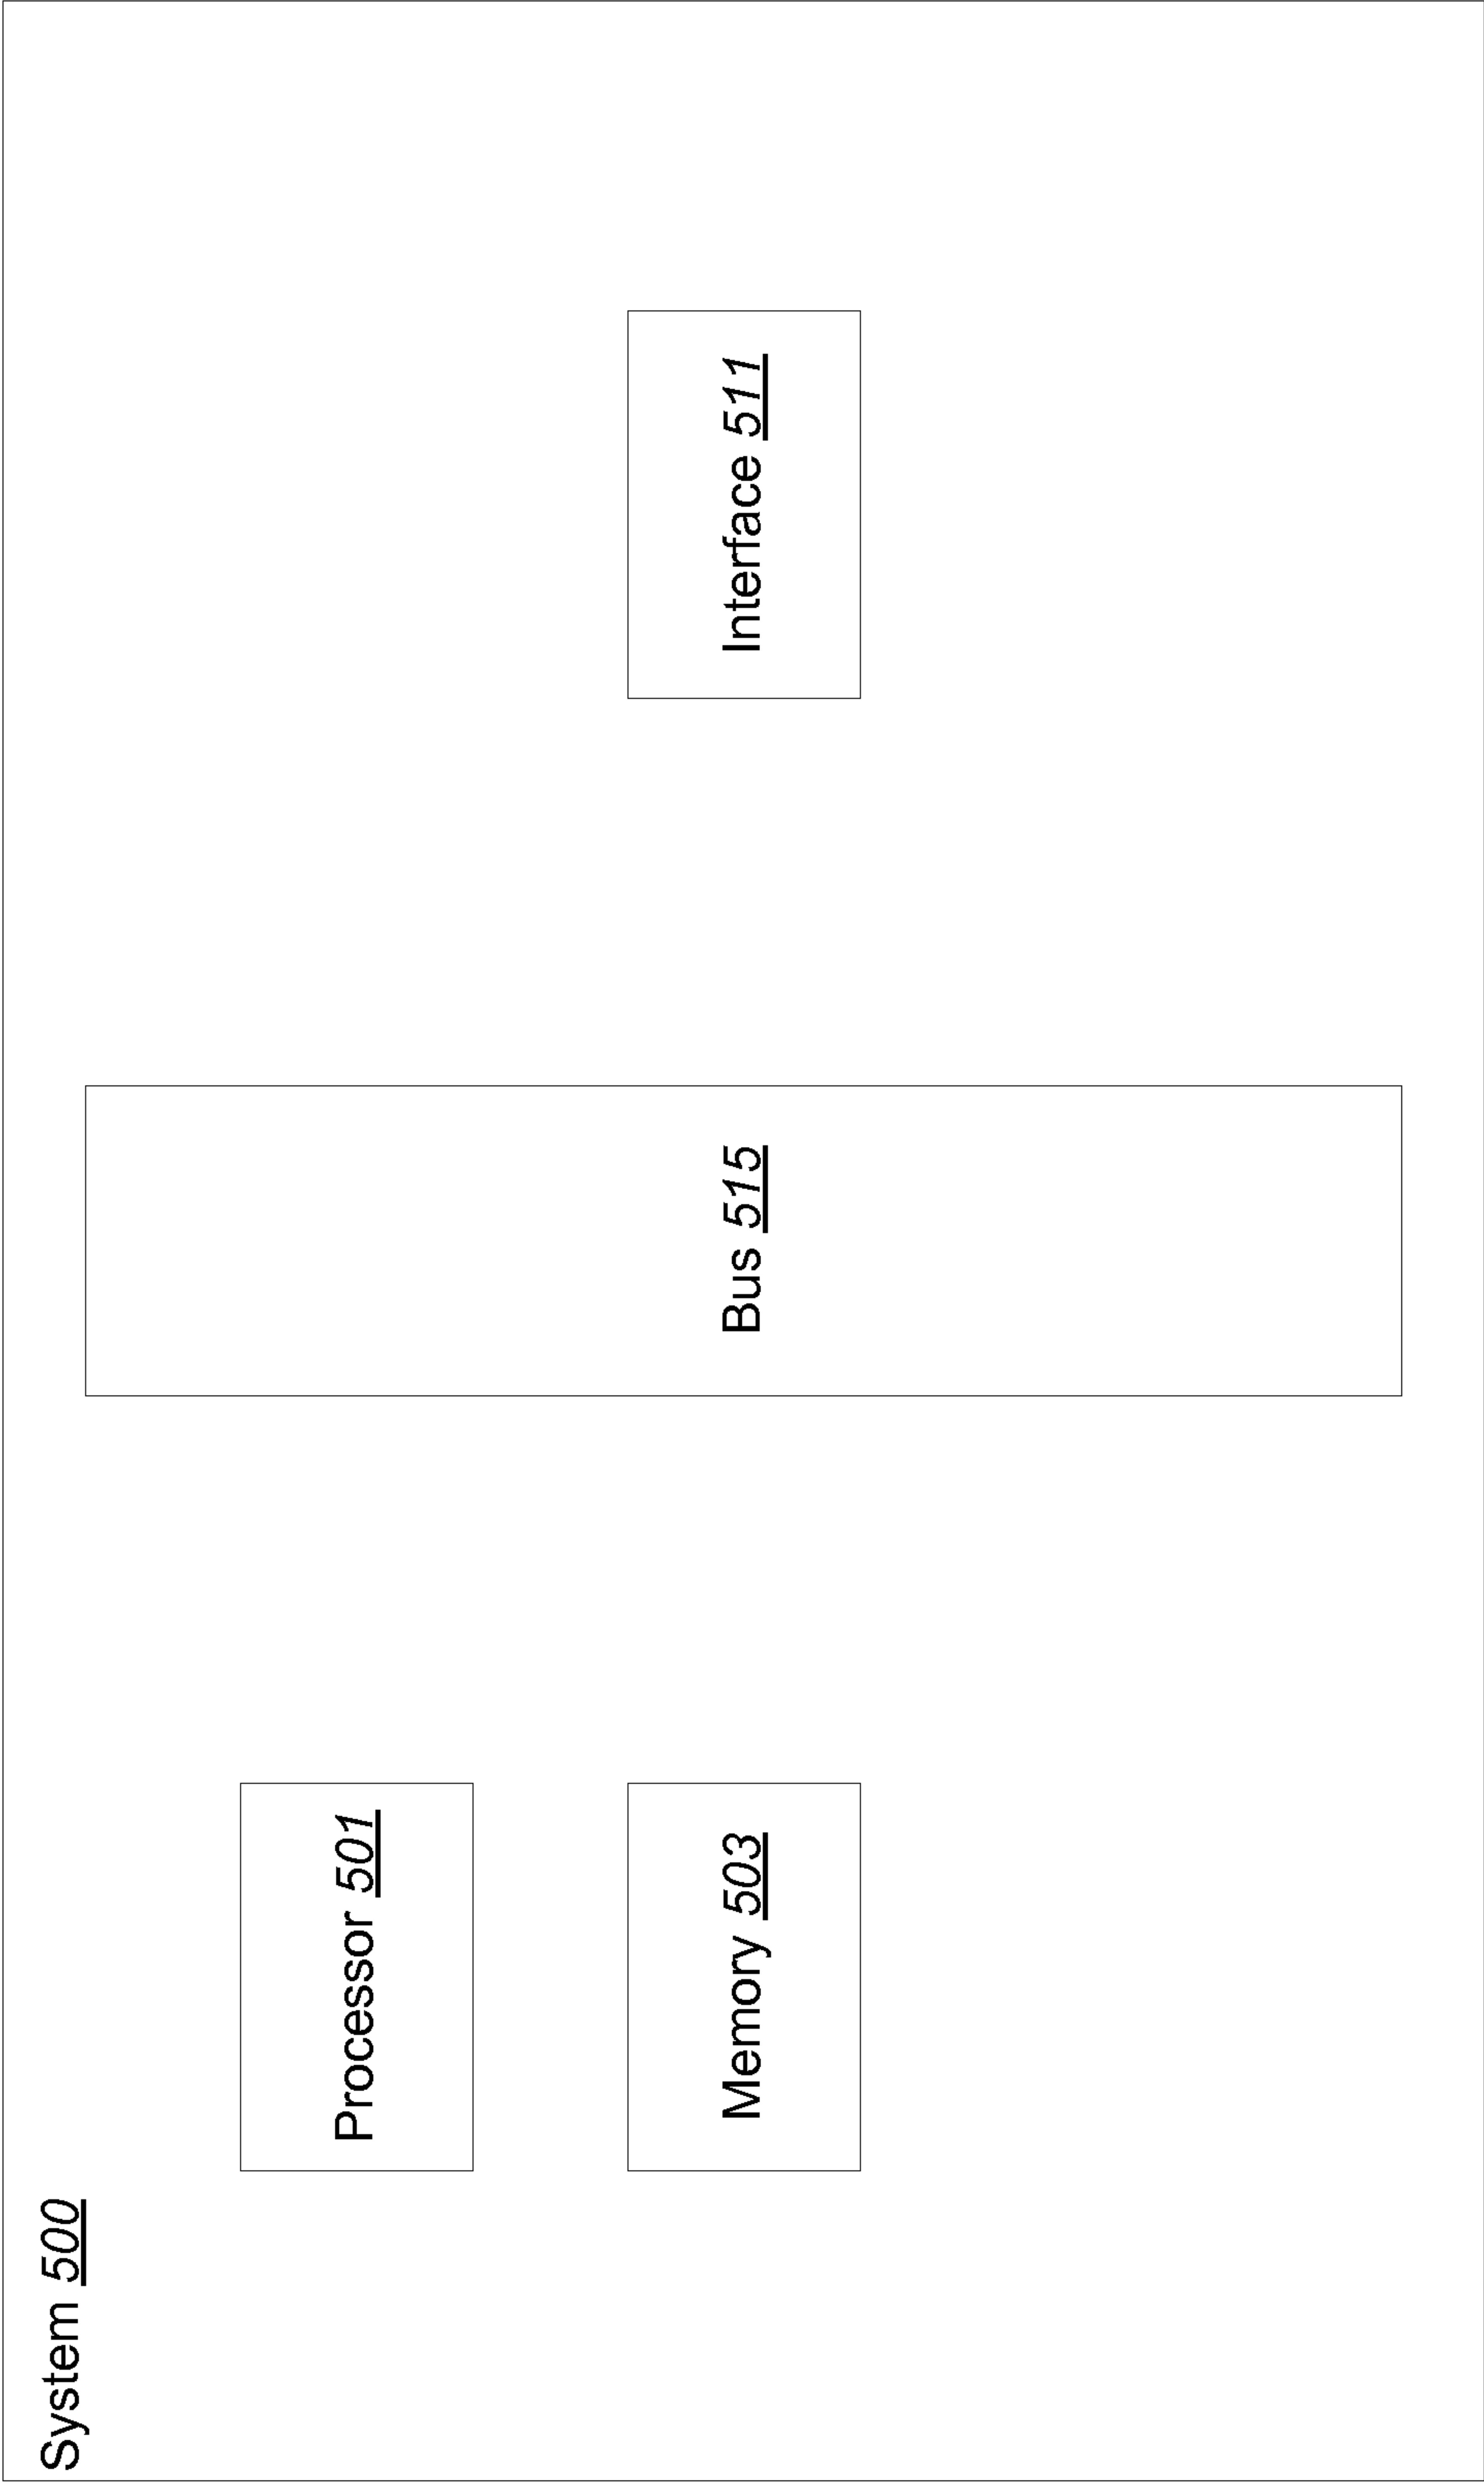 System 500
Processor 501
Memory 503
Bus 515
Interface 511